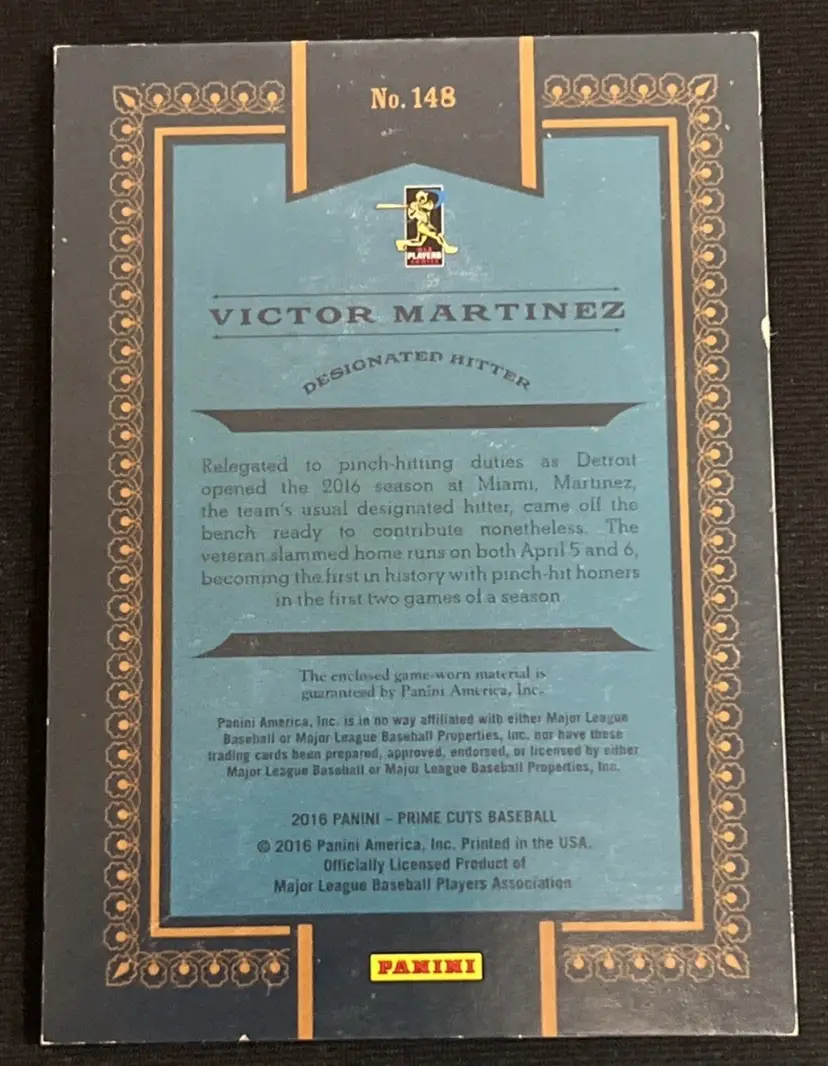 No. 148
MLB
PLAYERS
CHOICE
VICTOR MARTINEZ
DESIGNATED HITTER
Relegated to pinch-hitting duties as Detroit
opened the 2016 season at Miami, Martinez,
the team's usual designated hitter, came off the
bench ready to contribute nonetheless. The
veteran slammed home runs on both April 5 and 6,
becoming the first in history with pinch-hit homers
in the first two games of a season
The enclosed game-worn material is
guaranteed by Panini America, Inc.
Panini America, Inc. is in no way affiliated with either Major League
Baseball or Major League Baseball Properties, Inc. nor have these
trading cards been prepared, approved, endorsed, or licensed by either
Major League Baseball or Major League Baseball Properties, Inc.
2016 PANINI – PRIME CUTS BASEBALL
© 2016 Panini America, Inc. Printed in the USA.
Officially Licensed Product of
Major League Baseball Players Association
PANINI